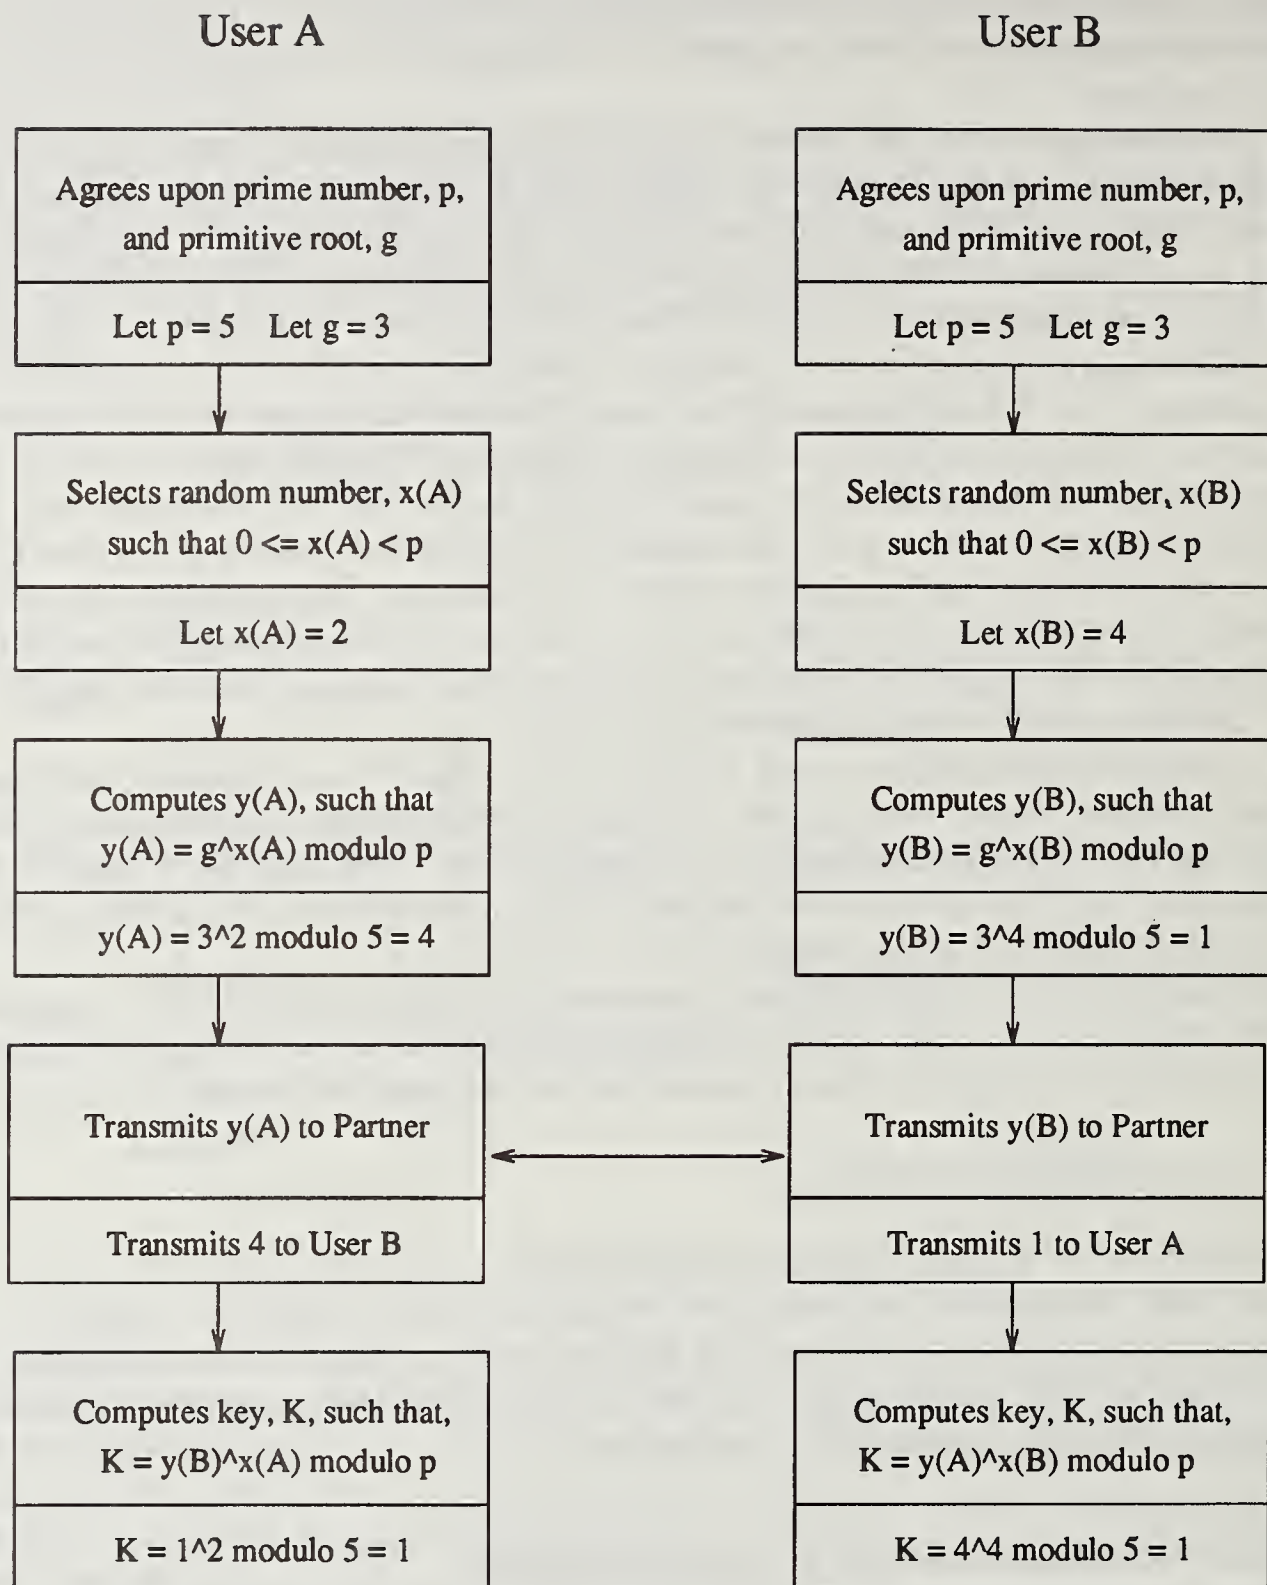 User A
User B
Agrees upon prime number, p,
and primitive root, g
Let p = 5 Let g = 3
Agrees upon prime number, p,
and primitive root, g
Let p = 5 Let g = 3
Selects random number, x(A)
such that 0 <= x(A) < p
Let x(A) = 2
Selects random number, x(B)
such that 0 <= x(B) < p
Let x(B) = 4
Computes y(A), such that
y(A) = g^x(A) modulo p
y(A) = 3^2 modulo 5 = 4
Computes y(B), such that
y(B) = g^x(B) modulo p
y(B) = 3^4 modulo 5 = 1
Transmits y(A) to Partner
Transmits 4 to User B
Transmits y(B) to Partner
Transmits 1 to User A
Computes key, K, such that,
K = y(B)^x(A) modulo p
K = 1^2 modulo 5 = 1
Computes key, K, such that,
K = y(A)^x(B) modulo p
K = 4^4 modulo 5 = 1